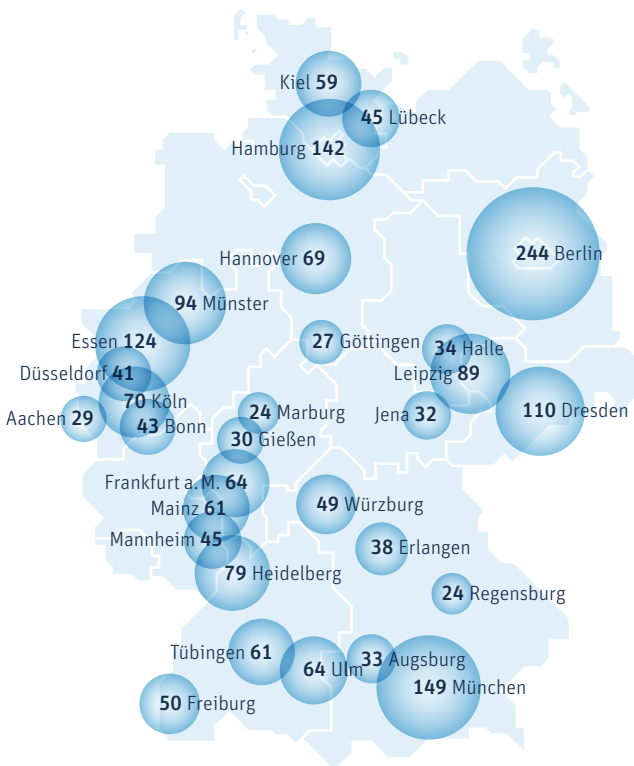 Kiel 59
45 Lübeck
Hamburg 142
244 Berlin
Hannover 69
94 Münster
Essen 124
27 Göttingen
34 Halle
Düsseldorf 41
Leipzig 89
70 Köln
Aachen 29
43 Bonn
24 Marburg
Jena 32
110 Dresden
30 Gießen
Frankfurt a. M. 64
Mainz 61
49 Würzburg
Mannheim 45
38 Erlangen
79 Heidelberg
24 Regensburg
Tübingen 61
64 Ulm
33 Augsburg
149 München
50 Freiburg